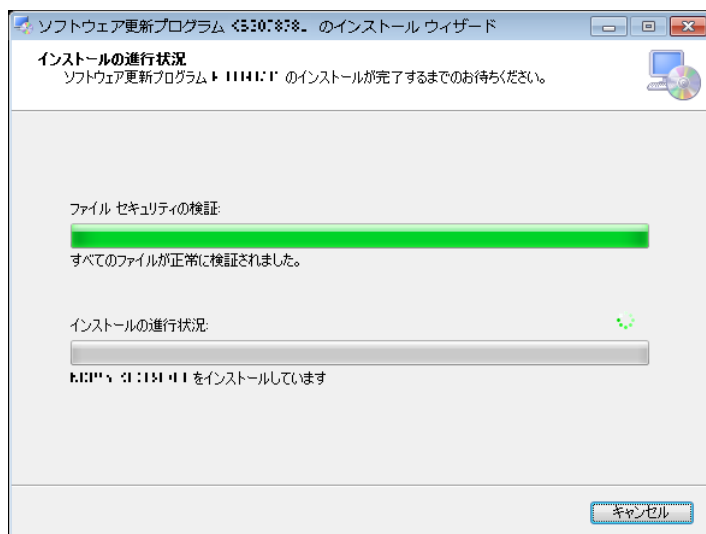 ソフトウェア更新プログラム のインストール ウィザード
インストールの進行状況
ソフトウェア更新プログラム のインストールが完了するまでのお待ちください。
ファイル セキュリティの検証:
すべてのファイルが正常に検証されました。
インストールの進行状況:
をインストールしています
キャンセル